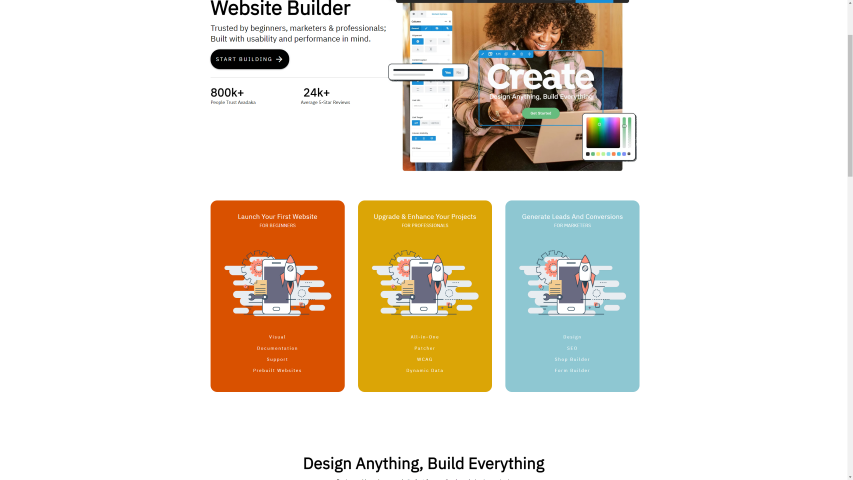 Website Builder
Trusted by beginners, marketers & professionals;
Built with usability and performance in mind.
START BUILDING
800k+
People Trust Avadaka
24k+
Average 5-Star Reviews
Create
Design Anything, Build Everything
Get Started
Launch Your First Website
FOR BEGINNERS
Visual
Documentation
Support
Prebuilt Websites
Upgrade & Enhance Your Projects
FOR PROFESSIONALS
All-in-One
Patcher
WCAG
Dynamic Data
Generate Leads And Conversions
FOR MARKETERS
Design
SEO
Shop Builder
Form Builder
Design Anything, Build Everything